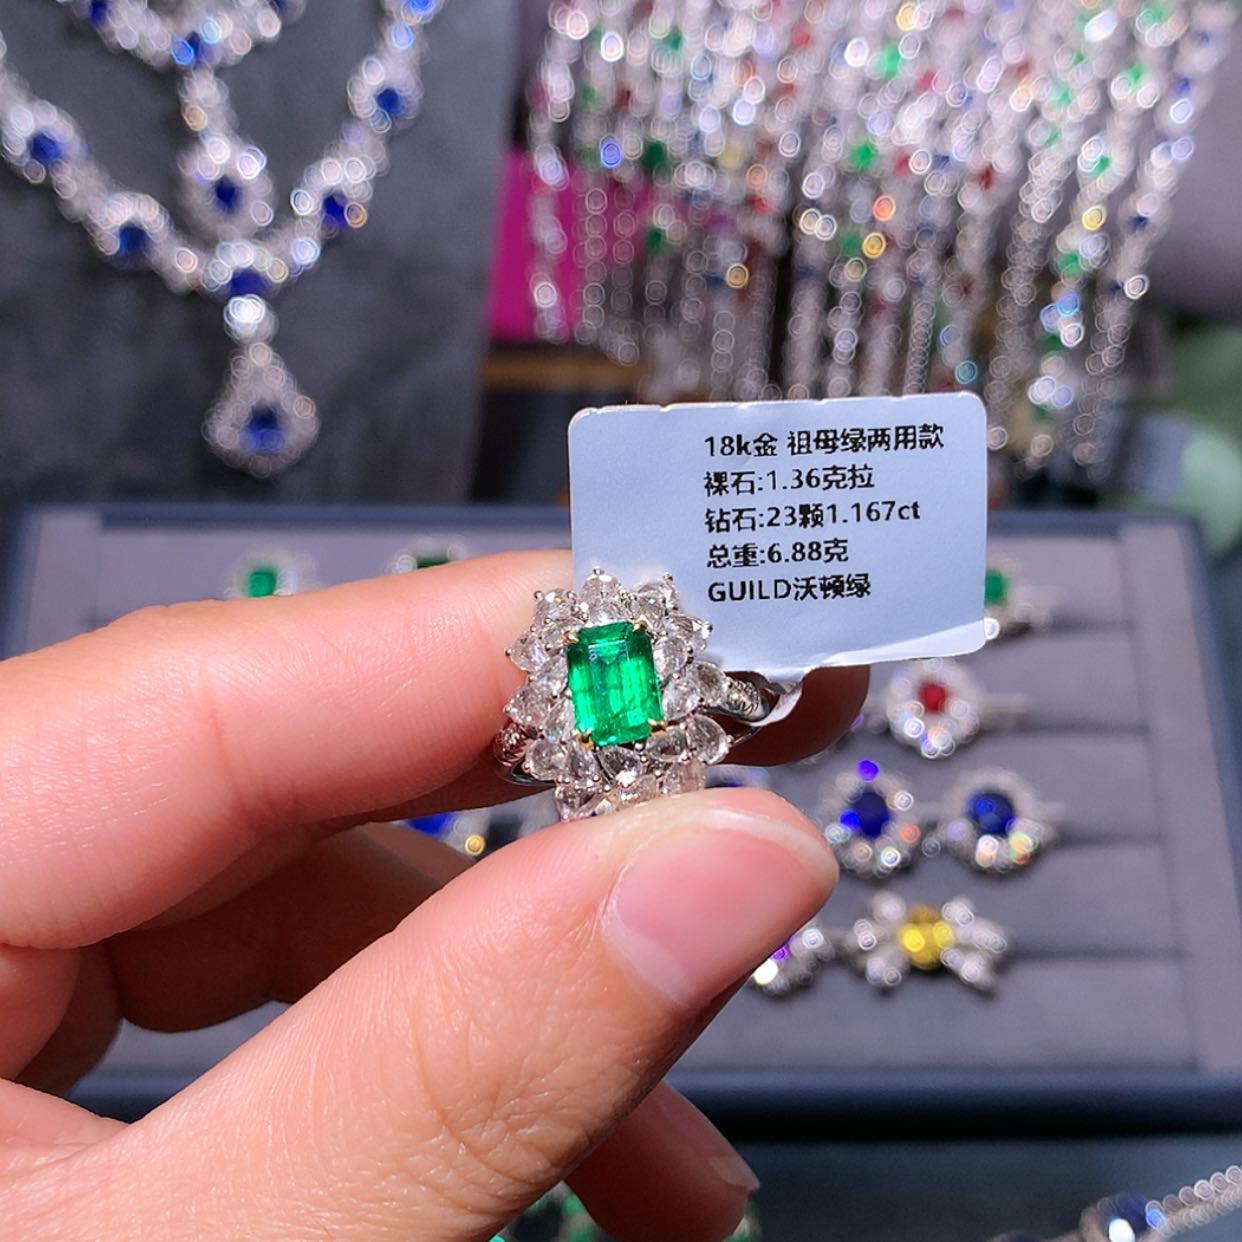 18k金 祖母绿两用款
裸石:1.36克拉
钻石:23颗1.167ct
总重:6.88克
GUILD沃顿绿